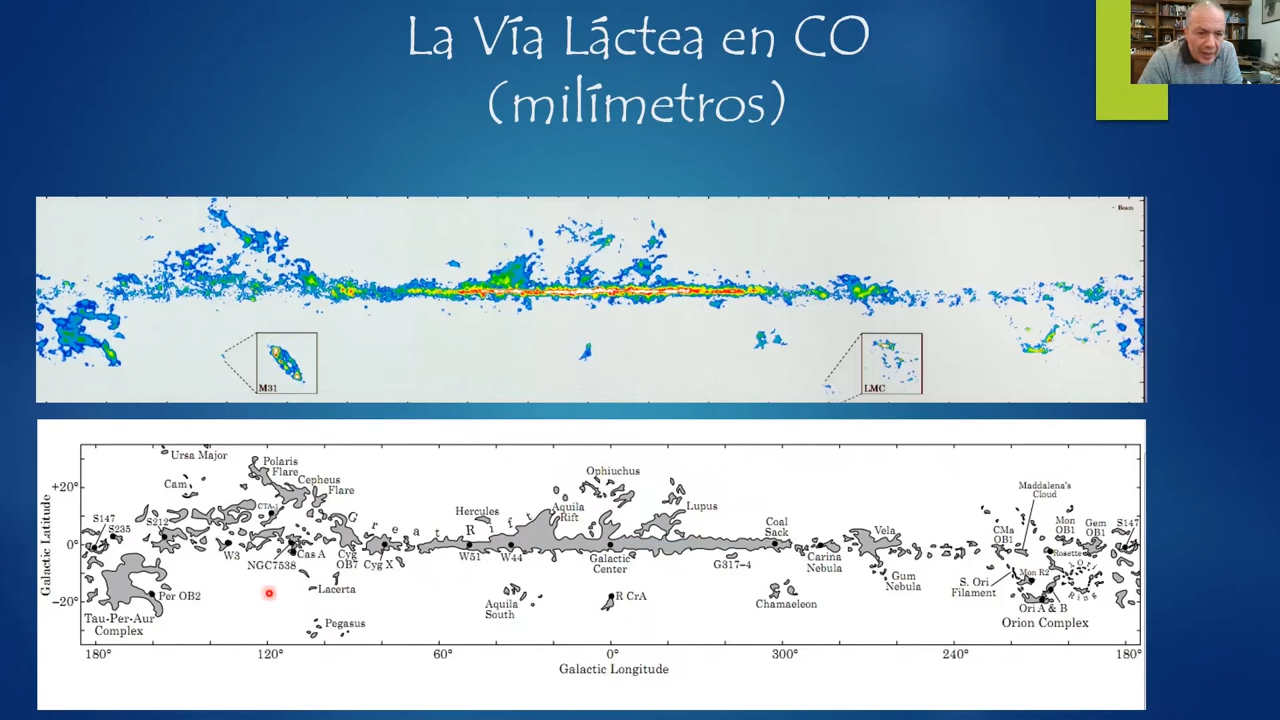 La Vía Láctea en CO
(milímetros)
Beam
M31
LMC
Galactic Latitude
+20°
0°
−20°
Ursa Major
Cam
S147
S235
S212
Polaris
Flare
Cepheus
Flare
CTA-1
W3
NGC7538
Cas A
Cyg
OB7
Cyg X
Great Rift
Per OB2
Tau-Per-Aur
Complex
Lacerta
Pegasus
Hercules
W51
W44
Aquila
Rift
Aquila
South
Ophiuchus
Galactic
Center
R CrA
Lupus
G317−4
Coal
Sack
Chamaeleon
Carina
Nebula
Vela
Gum
Nebula
Maddalena's
Cloud
CMa
OB1
Mon
OB1
Gem
OB1
S147
Rosette
Mon R2
S. Ori
Filament
λ Ori
Ring
Ori A & B
Orion Complex
180°
120°
60°
0°
300°
240°
180°
Galactic Longitude